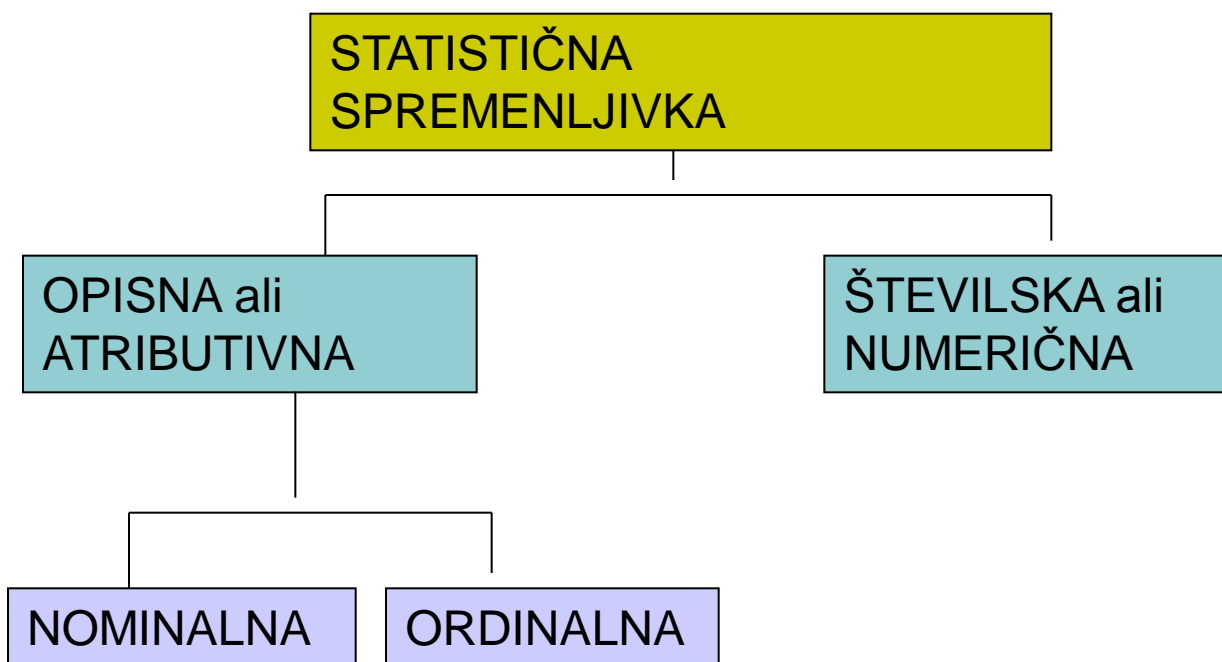 STATISTIČNA
SPREMENLJIVKA
OPISNA ali
ATRIBUTIVNA
ŠTEVILSKA ali
NUMERIČNA
NOMINALNA
ORDINALNA